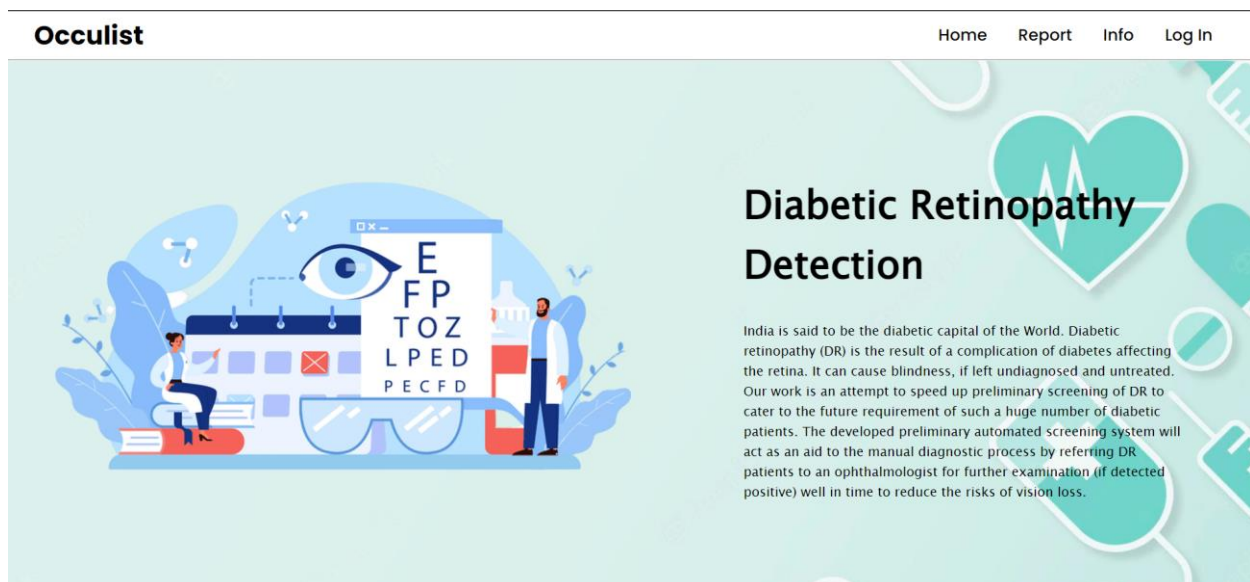 Occulist
Home Report Info Log In
E
FP
TOZ
LPED
PECFD
Diabetic Retinopathy
Detection
India is said to be the diabetic capital of the World. Diabetic
retinopathy (DR) is the result of a complication of diabetes affecting
the retina. It can cause blindness, if left undiagnosed and untreated.
Our work is an attempt to speed up preliminary screening of DR to
cater to the future requirement of such a huge number of diabetic
patients. The developed preliminary automated screening system will
act as an aid to the manual diagnostic process by referring DR
patients to an ophthalmologist for further examination (if detected
positive) well in time to reduce the risks of vision loss.